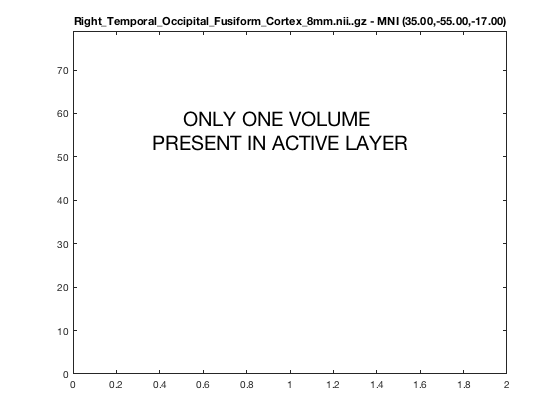 Right_Temporal_Occipital_Fusiform_Cortex_8mm.nii..gz - MNI (35.00,-55.00,-17.00)
70
60
50
40
30
20
10
0
ONLY ONE VOLUME
PRESENT IN ACTIVE LAYER
0 0.2 0.4 0.6 0.8 1 1.2 1.4 1.6 1.8 2